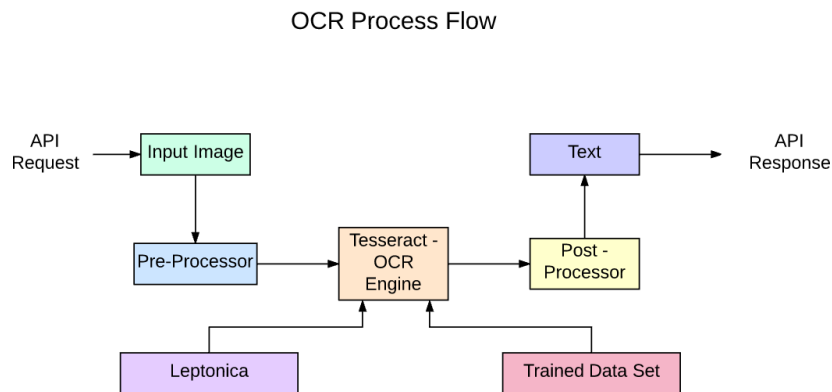 OCR Process Flow
API
Request
Input Image
Text
API
Response
Pre-Processor
Tesseract -
OCR
Engine
Post -
Processor
Leptonica
Trained Data Set